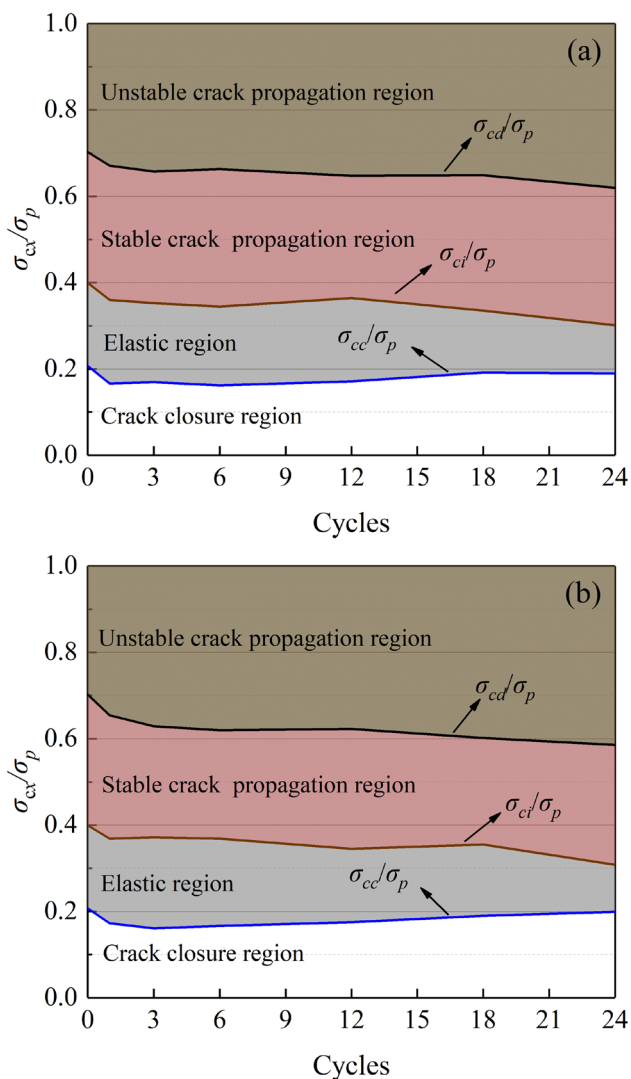 1.0
(a)
Unstable crack propagation region
0.8
σcd/σp
0.6
Stable crack propagation region
σcx/σp
σci/σp
0.4
Elastic region
σcc/σp
0.2
Crack closure region
0.0
0 3 6 9 12 15 18 21 24
Cycles
1.0
(b)
Unstable crack propagation region
0.8
σcd/σp
0.6
Stable crack propagation region
σcx/σp
σci/σp
0.4
Elastic region
σcc/σp
0.2
Crack closure region
0.0
0 3 6 9 12 15 18 21 24
Cycles